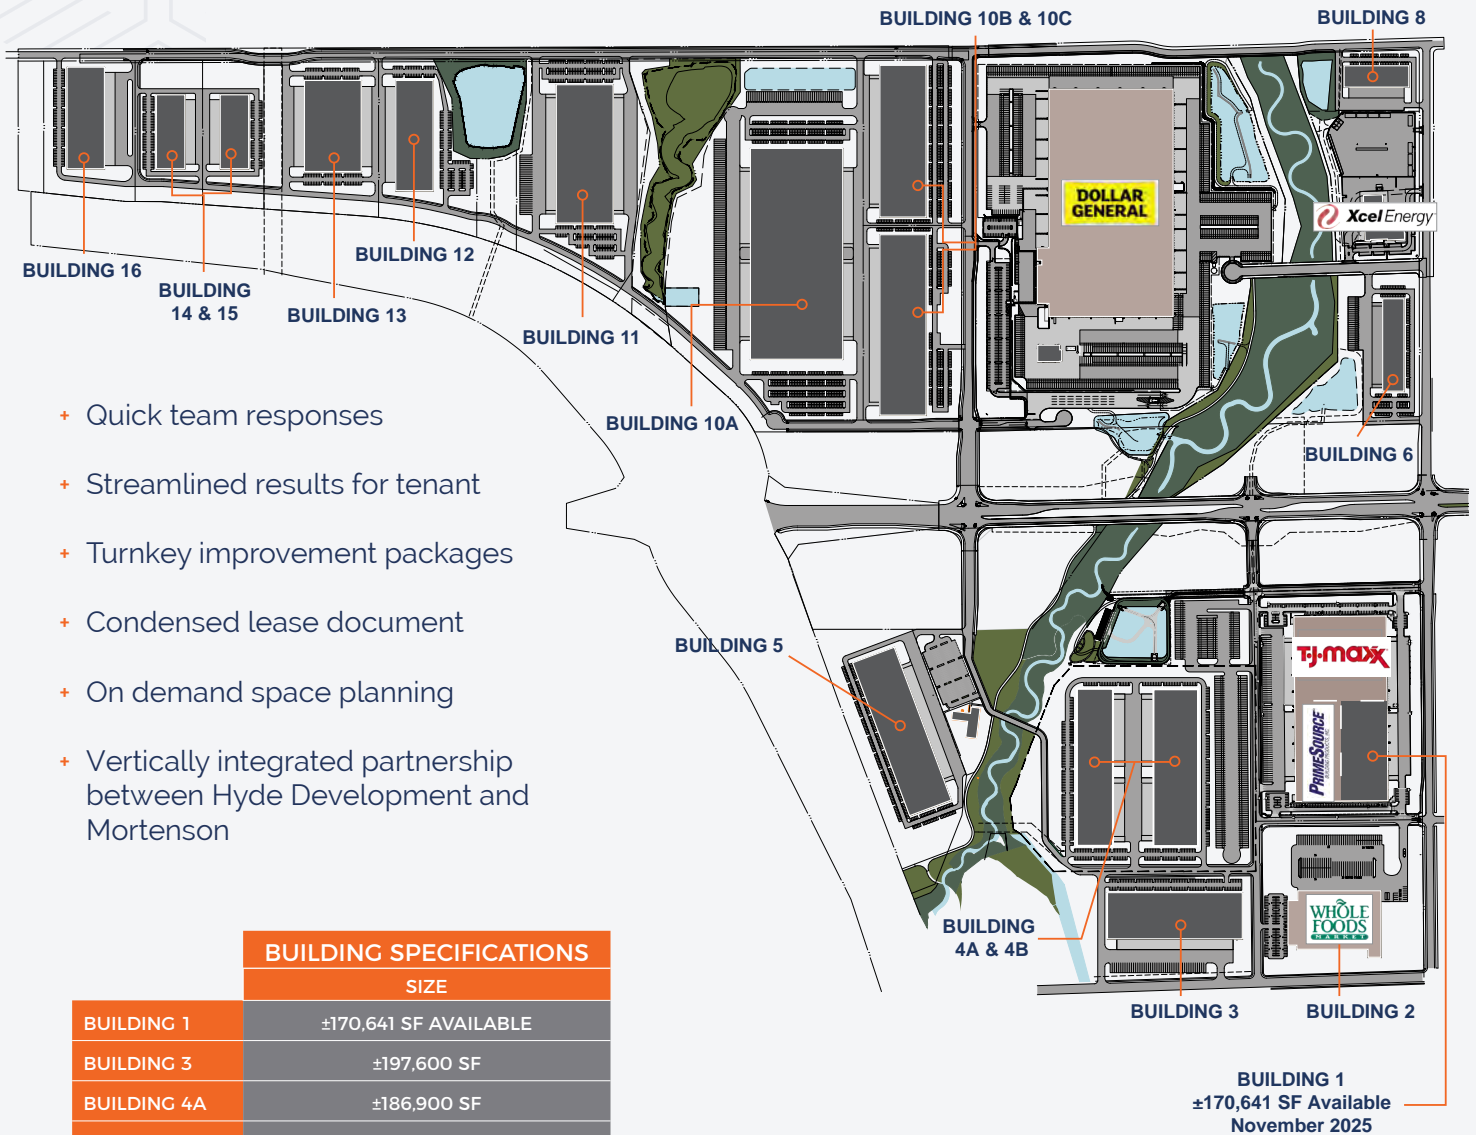 BUILDING 10B & 10C
BUILDING 8
DOLLAR
GENERAL
Xcel Energy
BUILDING 16
BUILDING
14 & 15
BUILDING 13
BUILDING 12
BUILDING 11
BUILDING 10A
BUILDING 6
+ Quick team responses
+ Streamlined results for tenant
+ Turnkey improvement packages
+ Condensed lease document
+ On demand space planning
+ Vertically integrated partnership
between Hyde Development and
Mortenson
BUILDING 5
T.J.maxx
PRIMESOURCE
WHOLE
FOODS
MARKET
BUILDING
4A & 4B
BUILDING 3
BUILDING 2
BUILDING 1
±170,641 SF Available
November 2025
BUILDING SPECIFICATIONS
SIZE
BUILDING 1 ±170,641 SF AVAILABLE
BUILDING 3 ±197,600 SF
BUILDING 4A ±186,900 SF